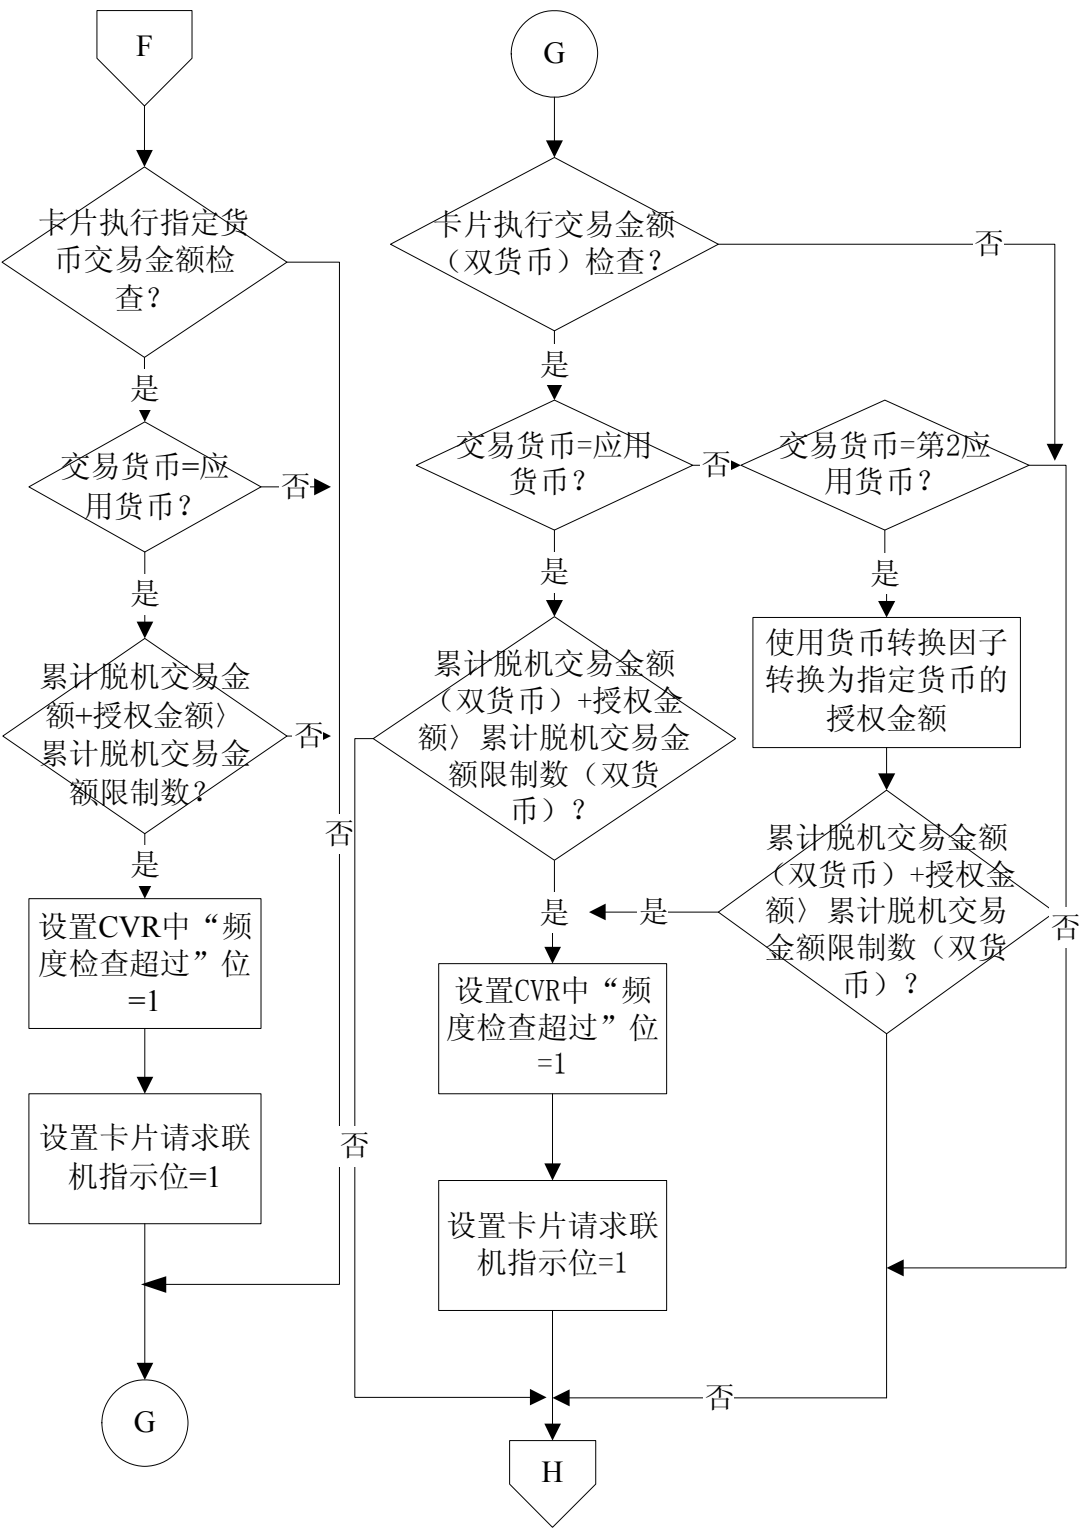 F
卡片执行指定货
币交易金额检
查？
是
交易货币=应
用货币？
否
是
累计脱机交易金
额+授权金额〉
累计脱机交易金
额限制数？
否
否
是
设置CVR中“频
度检查超过”位
=1
设置卡片请求联
机指示位=1
G
G
卡片执行交易金额
（双货币）检查？
否
是
交易货币=应用
货币？
否
交易货币=第2应
用货币？
是
是
使用货币转换因子
转换为指定货币的
授权金额
累计脱机交易金额
（双货币）+授权金
额〉累计脱机交易金
额限制数（双货
币）？
累计脱机交易金额
（双货币）+授权金
额〉累计脱机交易
金额限制数（双货
币）？
是
是
否
设置CVR中“频
度检查超过”位
=1
否
设置卡片请求联
机指示位=1
否
H